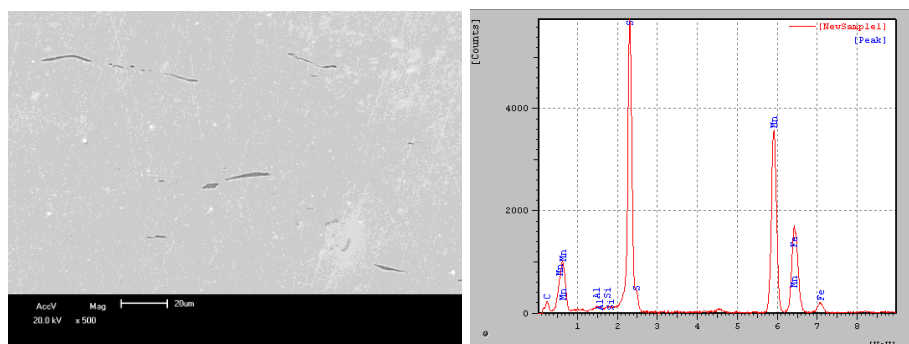 AccV Mag 20um
20.0 kV x 500
[Counts]
[NewSample1]
[Peak]
4000
2000
0
S
Mn
Mn
Mn
Mn
C
Al
Al
Si
Si
S
Fe
Mn
Fe
1 2 3 4 5 6 7 8